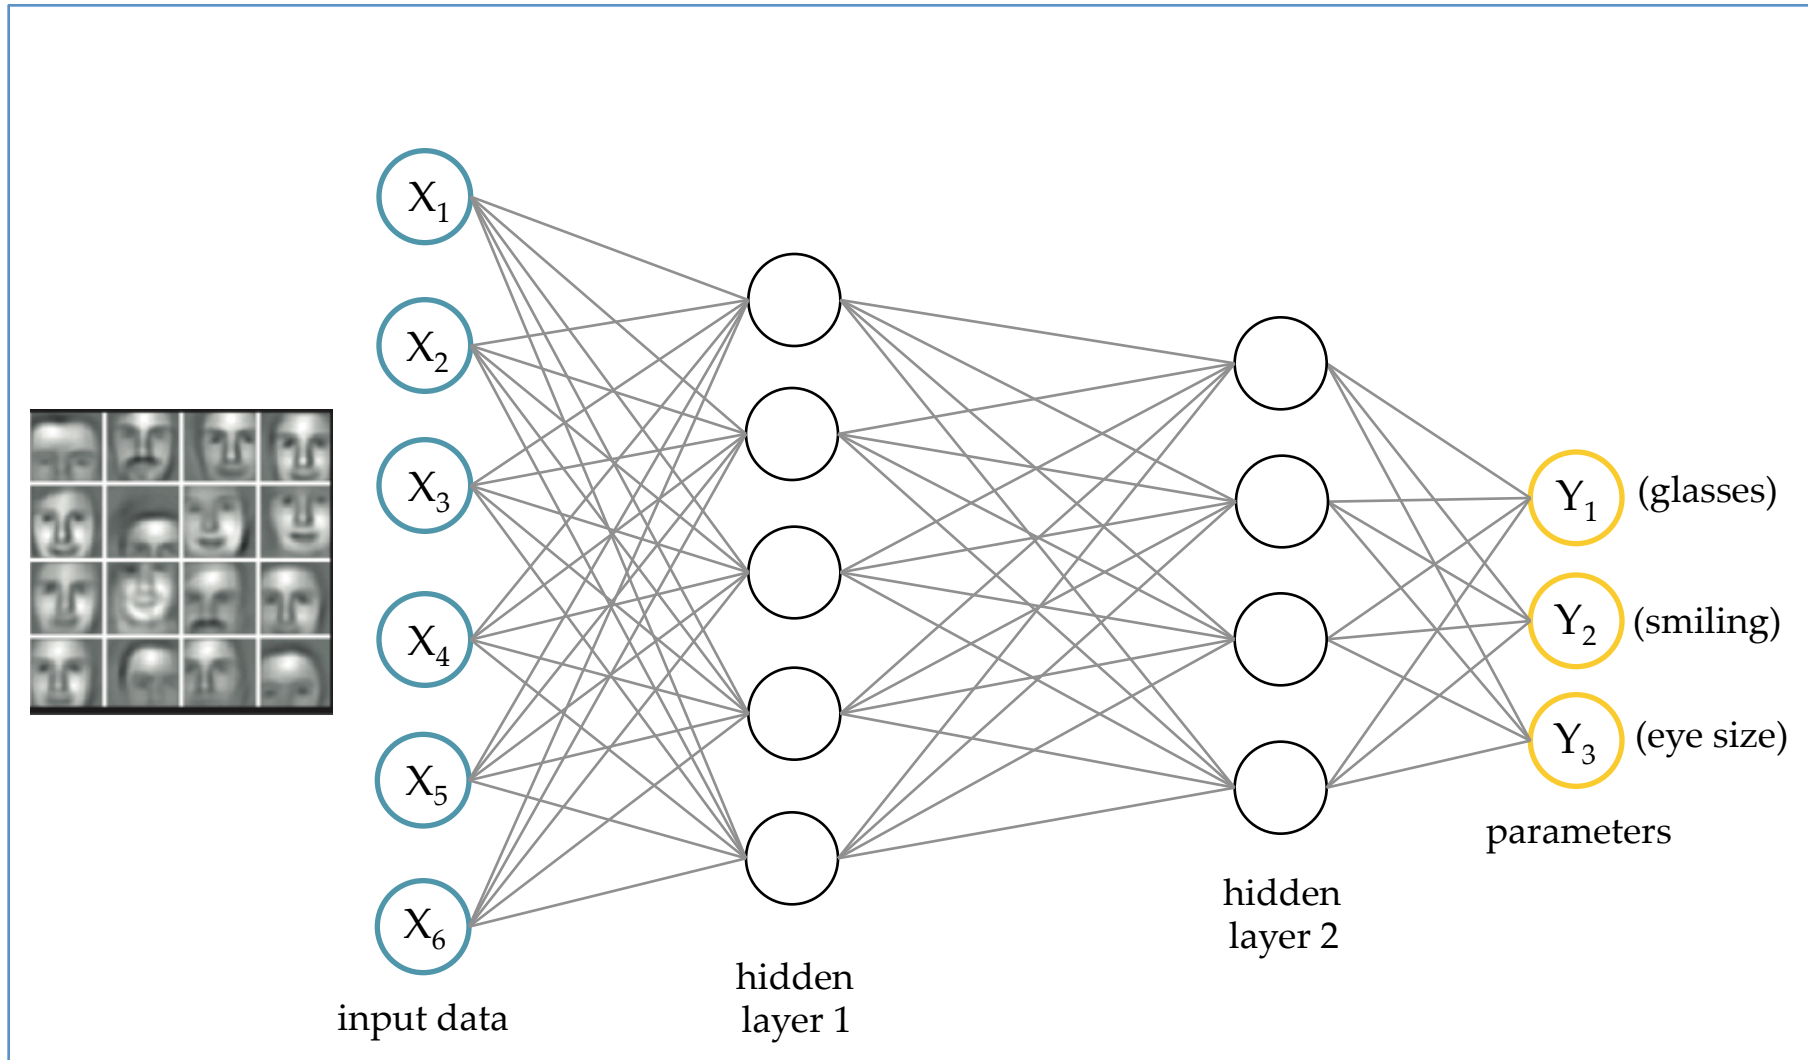 X1
X2
X3
X4
X5
X6
input data
hidden
layer 1
hidden
layer 2
Y1 (glasses)
Y2 (smiling)
Y3 (eye size)
parameters